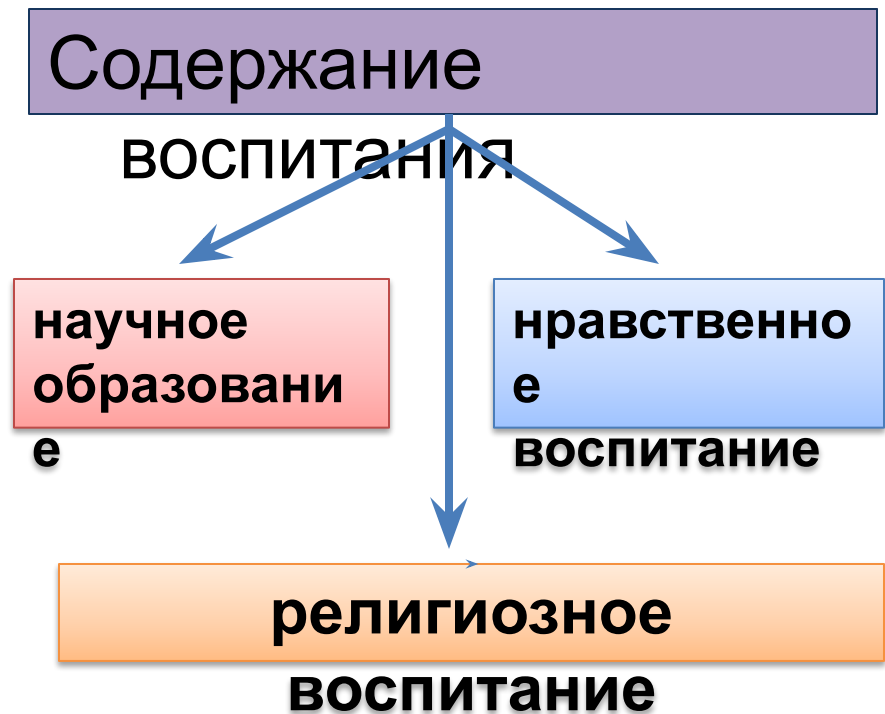 Содержание
воспитания
научное
образовани
е
нравственно
е
воспитание
религиозное
воспитание